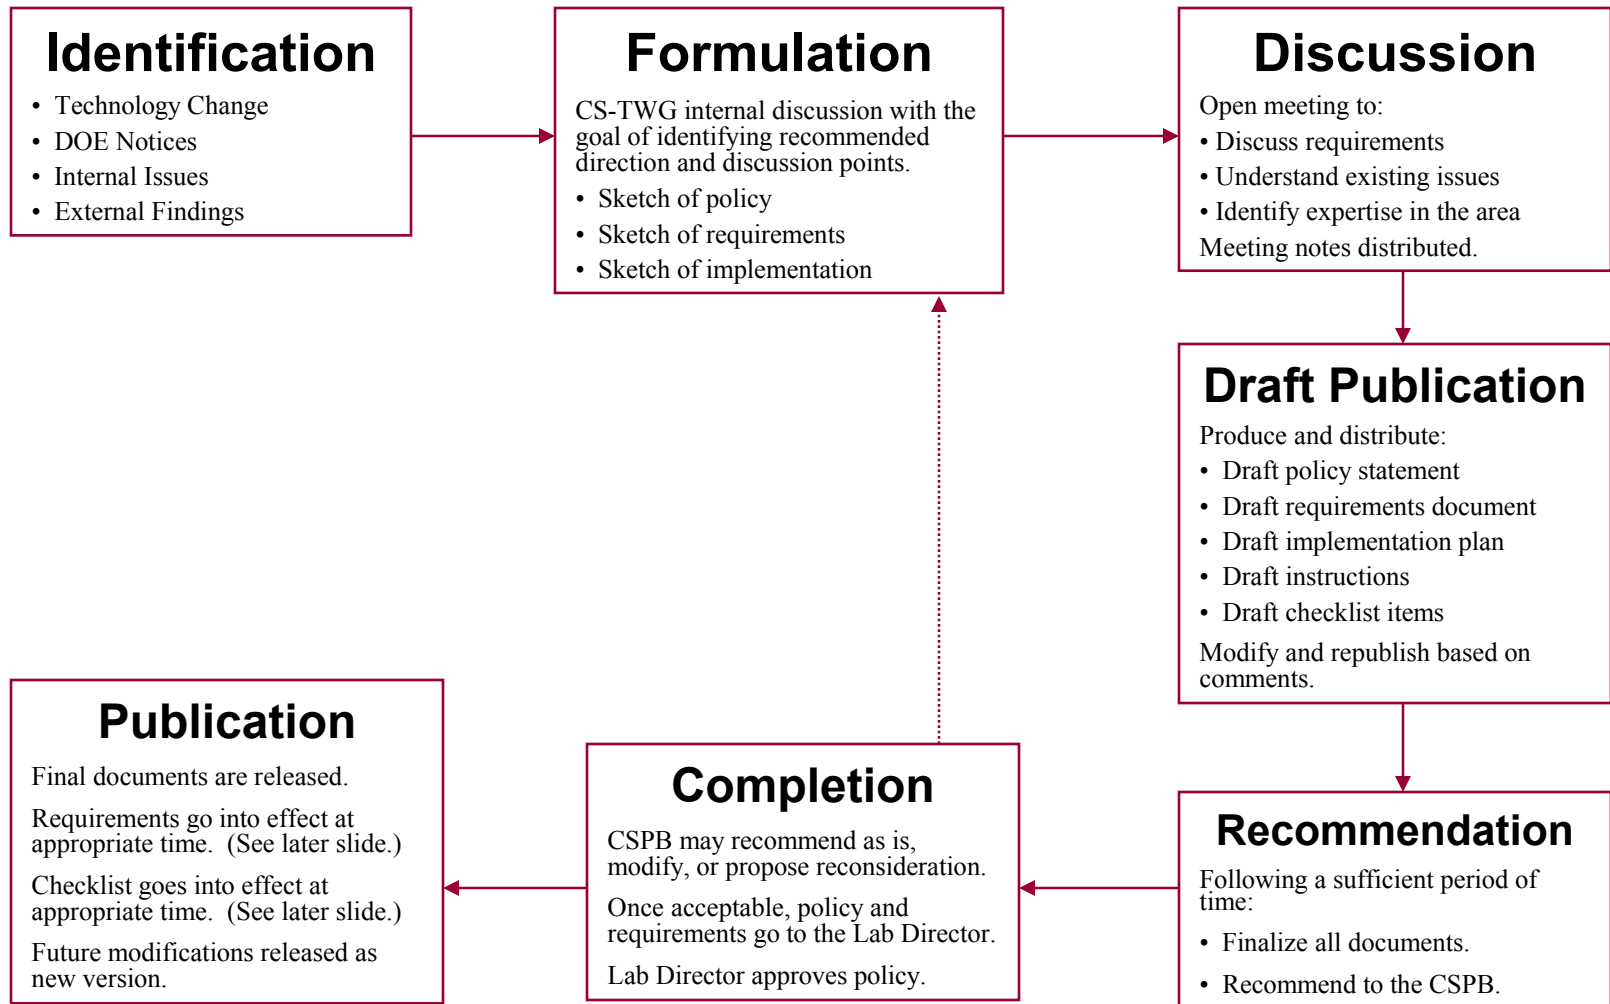 Identification
• Technology Change
• DOE Notices
• Internal Issues
• External Findings
Formulation
CS-TWG internal discussion with the
goal of identifying recommended
direction and discussion points.
• Sketch of policy
• Sketch of requirements
• Sketch of implementation
Discussion
Open meeting to:
• Discuss requirements
• Understand existing issues
• Identify expertise in the area
Meeting notes distributed.
Draft Publication
Produce and distribute:
• Draft policy statement
• Draft requirements document
• Draft implementation plan
• Draft instructions
• Draft checklist items
Modify and republish based on
comments.
Recommendation
Following a sufficient period of
time:
• Finalize all documents.
• Recommend to the CSPB.
Completion
CSPB may recommend as is,
modify, or propose reconsideration.
Once acceptable, policy and
requirements go to the Lab Director.
Lab Director approves policy.
Publication
Final documents are released.
Requirements go into effect at
appropriate time.  (See later slide.)
Checklist goes into effect at
appropriate time.  (See later slide.)
Future modifications released as
new version.